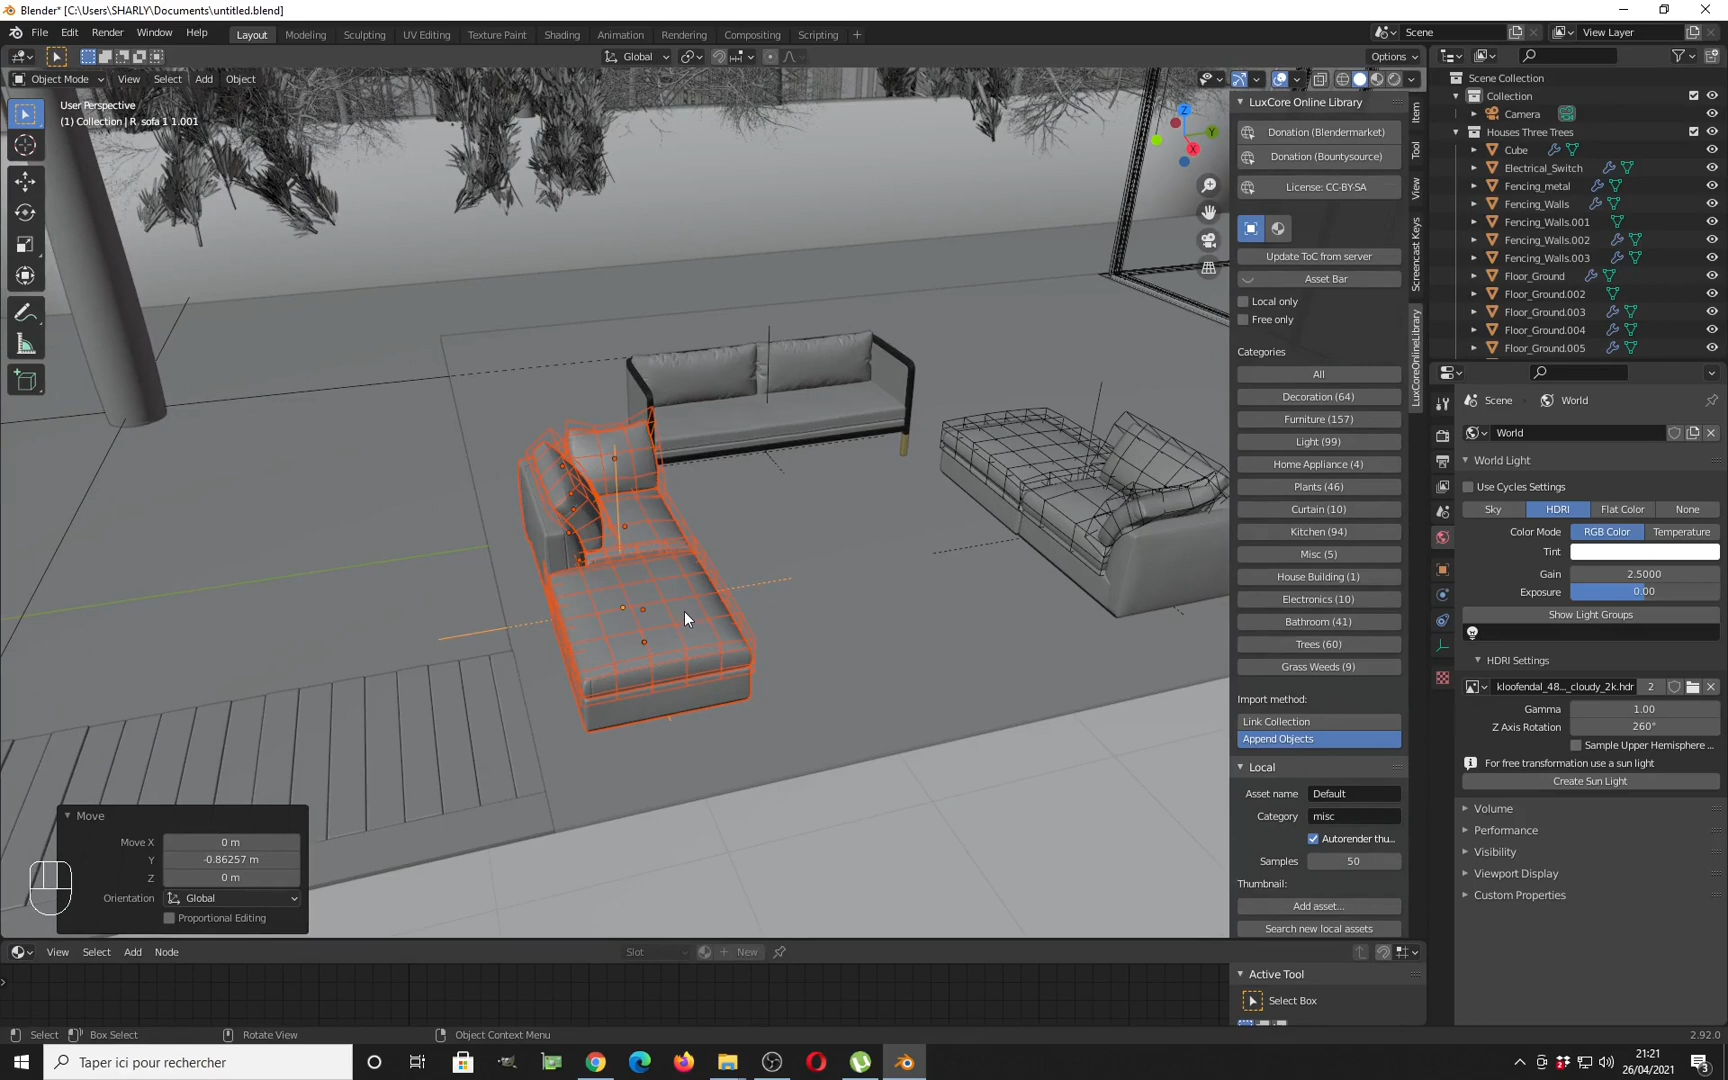 Blender* [C:\Users\SHARLY\Documents\untitled.blend]
File Edit Render Window Help
Layout Modeling Sculpting UV Editing Texture Paint Shading Animation Rendering Compositing Scripting +
Scene
View Layer
Global
Options
Object Mode View Select Add Object
User Perspective
(1) Collection | R. sofa 1 1.001
Z
Y
X
Move
Move X 0 m
Y -0.86257 m
Z 0 m
Orientation Global
Proportional Editing
LuxCore Online Library
Donation (Blendermarket)
Donation (Bountysource)
License: CC-BY-SA
Update ToC from server
Asset Bar
Local only
Free only
Categories
All
Decoration (64)
Furniture (157)
Light (99)
Home Appliance (4)
Plants (46)
Curtain (10)
Kitchen (94)
Misc (5)
House Building (1)
Electronics (10)
Bathroom (41)
Trees (60)
Grass Weeds (9)
Import method:
Link Collection
Append Objects
Local
Asset name Default
Category misc
Autorender thu...
Samples 50
Thumbnail:
Add asset...
Search new local assets
Item
Tool
View
Screencast Keys
LuxCoreOnlineLibrary
Scene Collection
Collection
Camera
Houses Three Trees
Cube
Electrical_Switch
Fencing_metal
Fencing_Walls
Fencing_Walls.001
Fencing_Walls.002
Fencing_Walls.003
Floor_Ground
Floor_Ground.002
Floor_Ground.003
Floor_Ground.004
Floor_Ground.005
Scene World
World
World Light
Use Cycles Settings
Sky HDRI Flat Color None
Color Mode RGB Color Temperature
Tint
Gain 2.5000
Exposure 0.00
Show Light Groups
HDRI Settings
kloofendal_48..._cloudy_2k.hdr 2
Gamma 1.00
Z Axis Rotation 260°
Sample Upper Hemisphere ...
For free transformation use a sun light
Create Sun Light
Volume
Performance
Visibility
Viewport Display
Custom Properties
View Select Add Node
Slot
New
Active Tool
Select Box
Select Box Select Rotate View Object Context Menu
2.92.0
Taper ici pour rechercher
21:21
26/04/2021
3